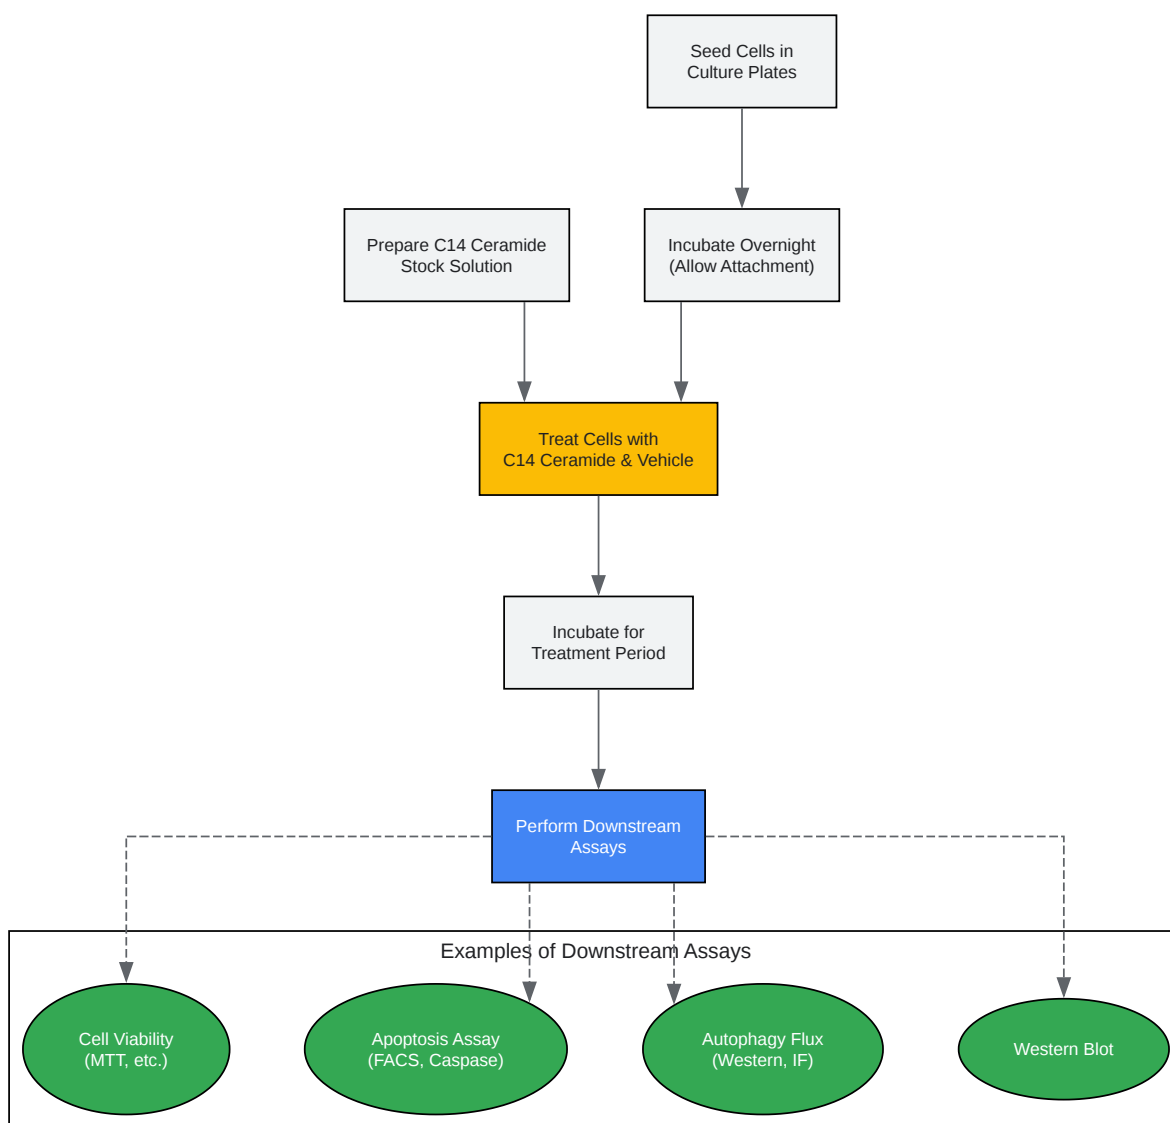 Seed Cells in
Culture Plates
Prepare C14 Ceramide
Stock Solution
Incubate Overnight
(Allow Attachment)
Treat Cells with
C14 Ceramide & Vehicle
Incubate for
Treatment Period
Perform Downstream
Assays
Examples of Downstream Assays
Cell Viability
(MTT, etc.)
Apoptosis Assay
(FACS, Caspase)
Autophagy Flux
(Western, IF)
Western Blot